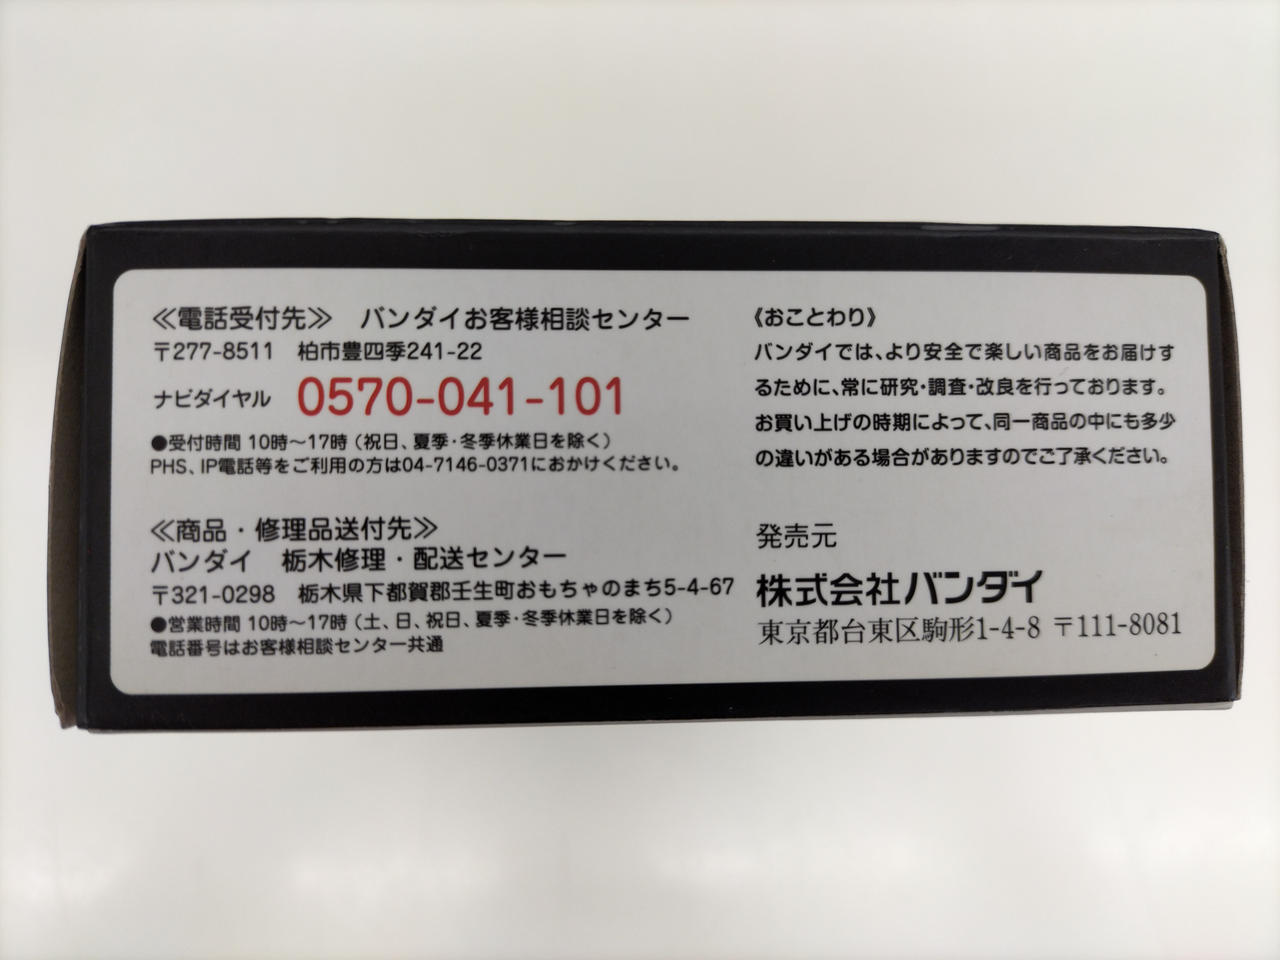 ≪電話受付先≫　バンダイお客様相談センター
〒277-8511　柏市豊四季241-22
ナビダイヤル 0570-041-101
●受付時間 10時～17時（祝日、夏季・冬季休業日を除く）
PHS、IP電話等をご利用の方は04-7146-0371におかけください。
≪商品・修理品送付先≫
バンダイ　栃木修理・配送センター
〒321-0298　栃木県下都賀郡壬生町おもちゃのまち5-4-67
●営業時間 10時～17時（土、日、祝日、夏季・冬季休業日を除く）
電話番号はお客様相談センター共通
《おことわり》
バンダイでは、より安全で楽しい商品をお届けす
るために、常に研究・調査・改良を行っております。
お買い上げの時期によって、同一商品の中にも多少
の違いがある場合がありますのでご了承ください。
発売元
株式会社バンダイ
東京都台東区駒形1-4-8 〒111-8081